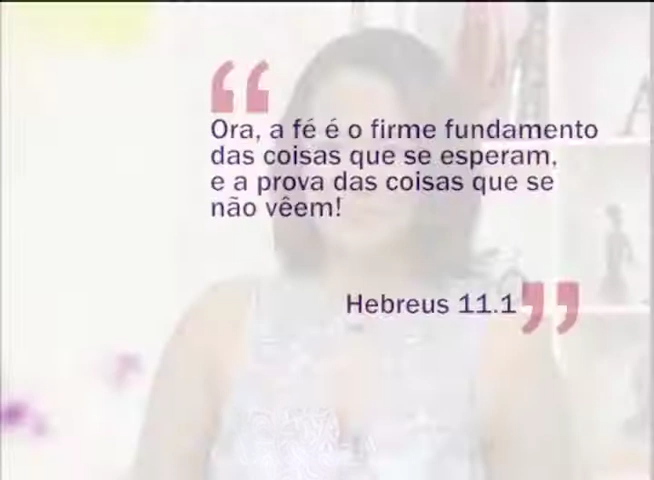 “
Ora, a fé é o firme fundamento
das coisas que se esperam,
e a prova das coisas que se
não vêem!
Hebreus 11.1”